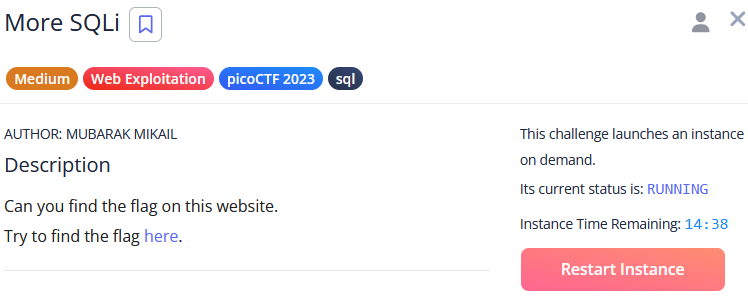 More SQLi
Medium Web Exploitation picoCTF 2023 sql
AUTHOR: MUBARAK MIKAIL
Description
Can you find the flag on this website.
Try to find the flag here.
This challenge launches an instance
on demand.
Its current status is: RUNNING
Instance Time Remaining: 14:38
Restart Instance